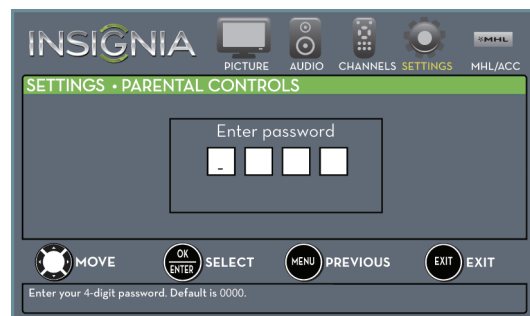 INSIGNIA
PICTURE AUDIO CHANNELS SETTINGS MHL/ACC
MHL
SETTINGS • PARENTAL CONTROLS
Enter password
_
MOVE OK ENTER SELECT MENU PREVIOUS EXIT EXIT
Enter your 4-digit password. Default is 0000.